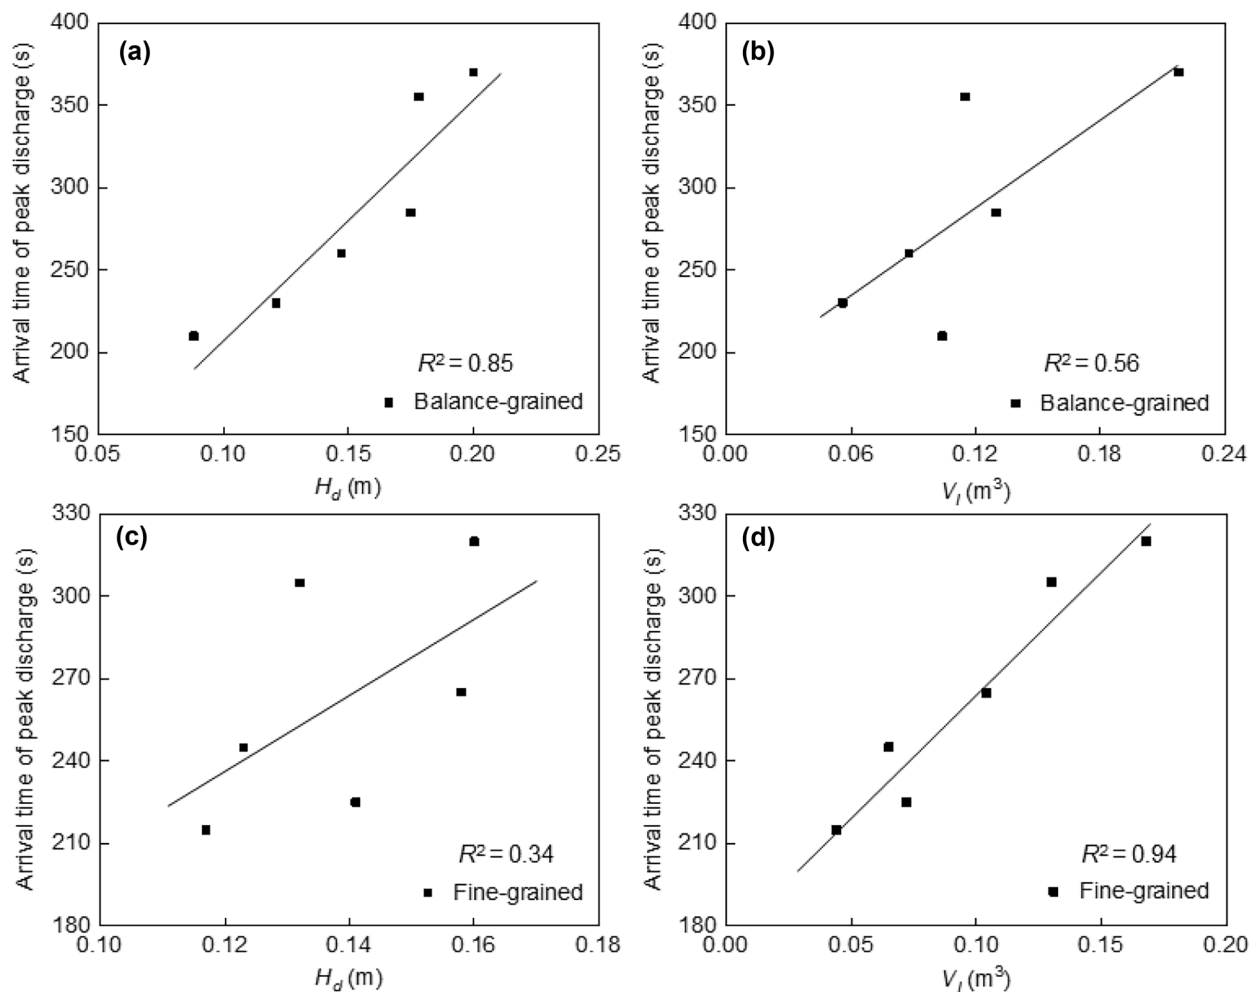 (a)
Arrival time of peak discharge (s)
400
350
300
250
200
150
0.05 0.10 0.15 0.20 0.25
H_d (m)
R² = 0.85
Balance-grained
(b)
Arrival time of peak discharge (s)
400
350
300
250
200
150
0.00 0.06 0.12 0.18 0.24
V_l (m³)
R² = 0.56
Balance-grained
(c)
Arrival time of peak discharge (s)
330
300
270
240
210
180
0.10 0.12 0.14 0.16 0.18
H_d (m)
R² = 0.34
Fine-grained
(d)
Arrival time of peak discharge (s)
330
300
270
240
210
180
0.00 0.05 0.10 0.15 0.20
V_l (m³)
R² = 0.94
Fine-grained